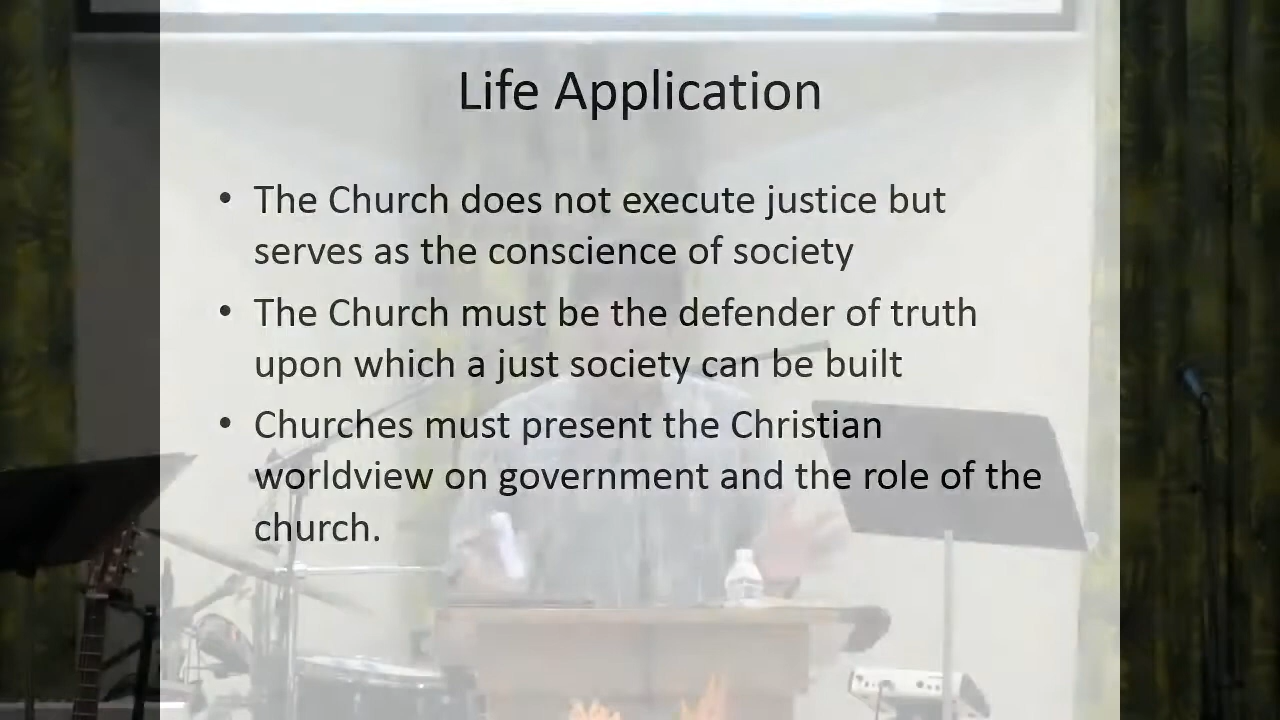 Life Application
• The Church does not execute justice but
serves as the conscience of society
• The Church must be the defender of truth
upon which a just society can be built
• Churches must present the Christian
worldview on government and the role of the
church.